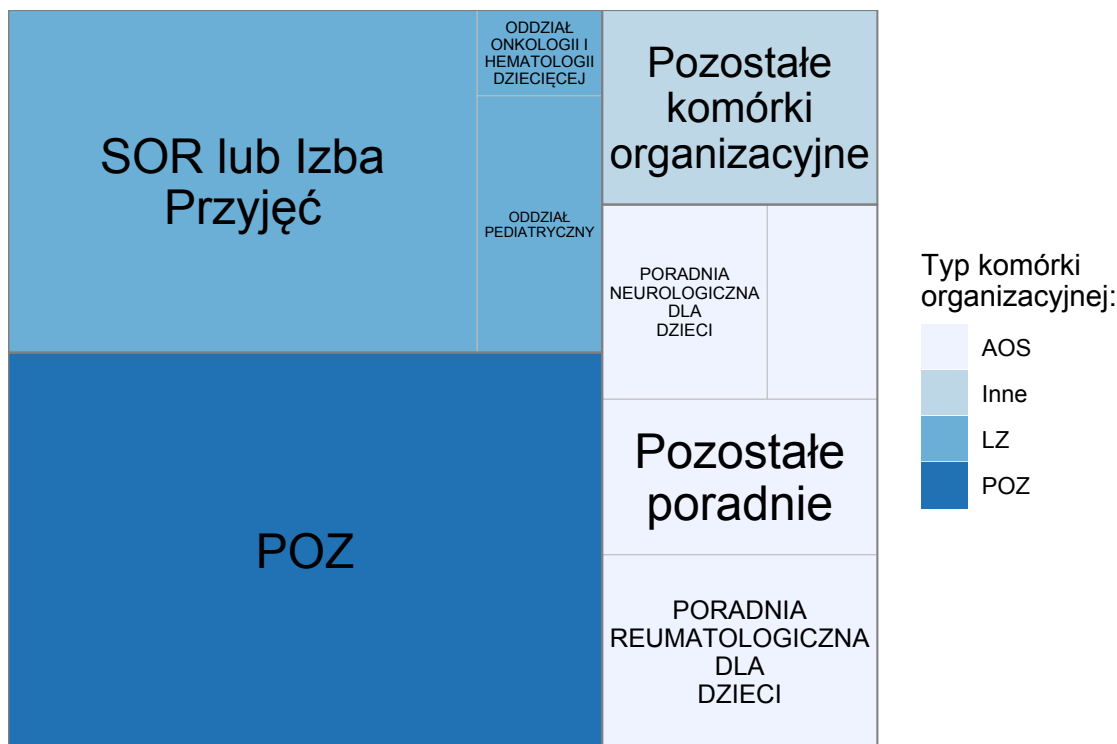 SOR lub Izba
Przyjęć
ODDZIAŁ
ONKOLOGII I
HEMATOLOGII
DZIECIĘCEJ
ODDZIAŁ
PEDIATRYCZNY
POZ
Pozostałe
komórki
organizacyjne
PORADNIA
NEUROLOGICZNA
DLA
DZIECI
Pozostałe
poradnie
PORADNIA
REUMATOLOGICZNA
DLA
DZIECI
Typ komórki
organizacyjnej:
AOS
Inne
LZ
POZ